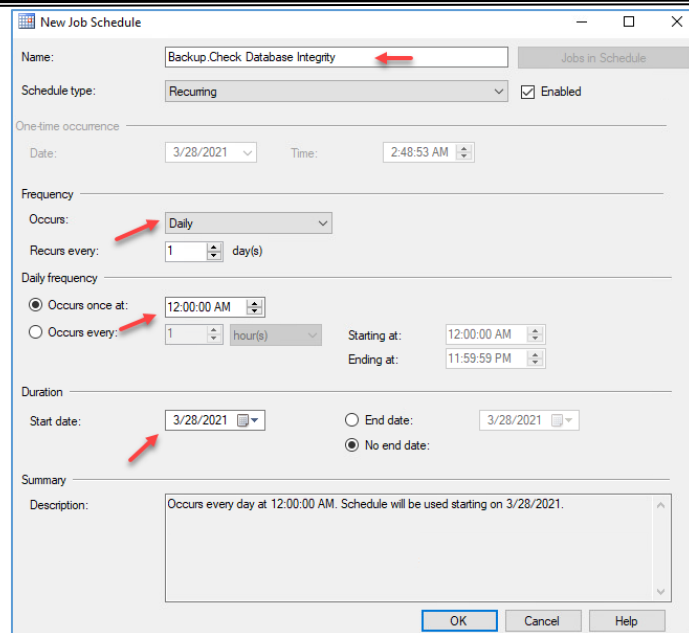 New Job Schedule
Name: Backup.Check Database Integrity Jobs in Schedule
Schedule type: Recurring Enabled
One-time occurrence
Date: 3/28/2021 Time: 2:48:53 AM
Frequency
Occurs: Daily
Recurs every: 1 day(s)
Daily frequency
Occurs once at: 12:00:00 AM
Occurs every: 1 hour(s) Starting at: 12:00:00 AM
Ending at: 11:59:59 PM
Duration
Start date: 3/28/2021 End date: 3/28/2021
No end date:
Summary
Description: Occurs every day at 12:00:00 AM. Schedule will be used starting on 3/28/2021.
OK Cancel Help